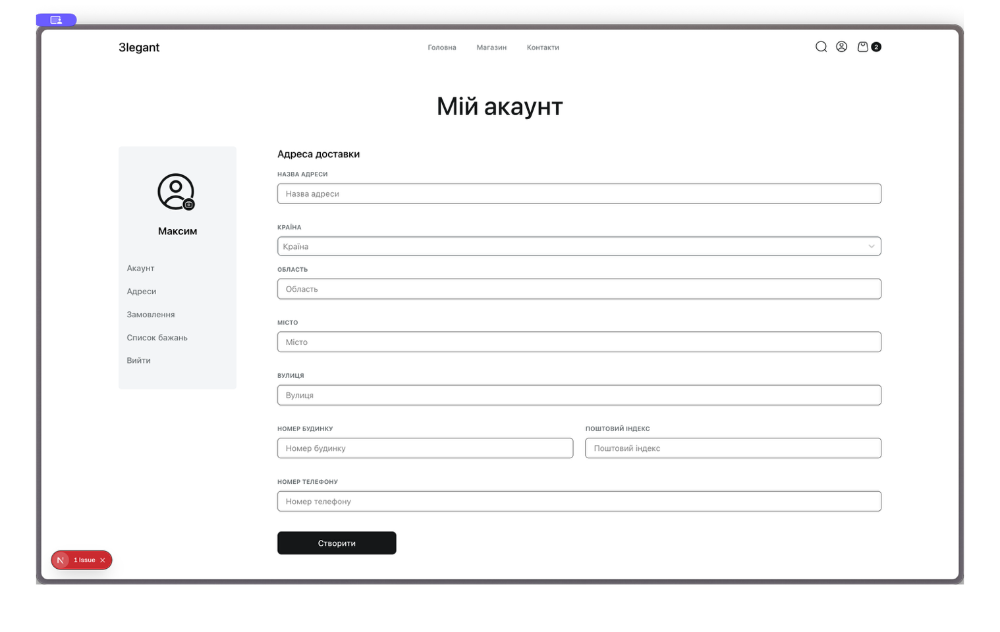 3legant
Головна Магазин Контакти
2
Мій акаунт
Максим
Акаунт
Адреси
Замовлення
Список бажань
Вийти
Адреса доставки
НАЗВА АДРЕСИ
Назва адреси
КРАЇНА
Країна
ОБЛАСТЬ
Область
МІСТО
Місто
ВУЛИЦЯ
Вулиця
НОМЕР БУДИНКУ ПОШТОВИЙ ІНДЕКС
Номер будинку Поштовий індекс
НОМЕР ТЕЛЕФОНУ
Номер телефону
Створити
N 1 Issue